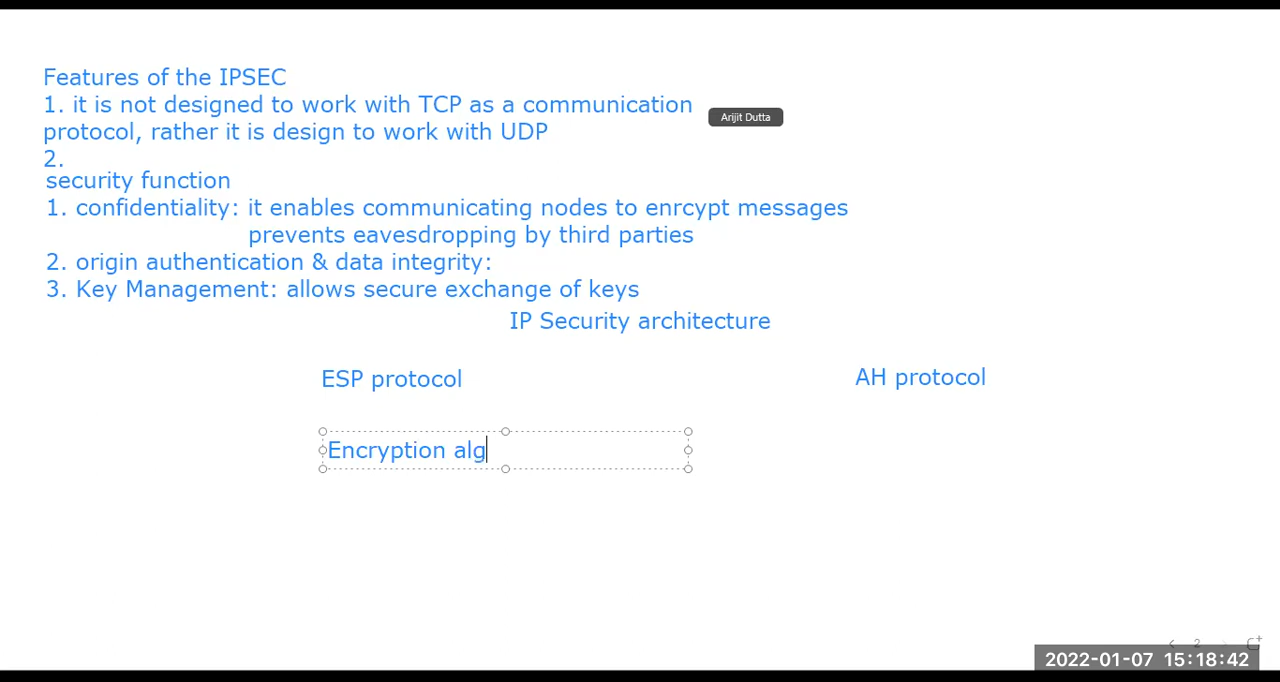 Features of the IPSEC
1. it is not designed to work with TCP as a communication
Arijit Dutta
protocol, rather it is design to work with UDP
2.
security function
1. confidentiality: it enables communicating nodes to enrcypt messages
prevents eavesdropping by third parties
2. origin authentication & data integrity:
3. Key Management: allows secure exchange of keys
IP Security architecture
ESP protocol
AH protocol
Encryption alg
2
2022-01-07 15:18:42